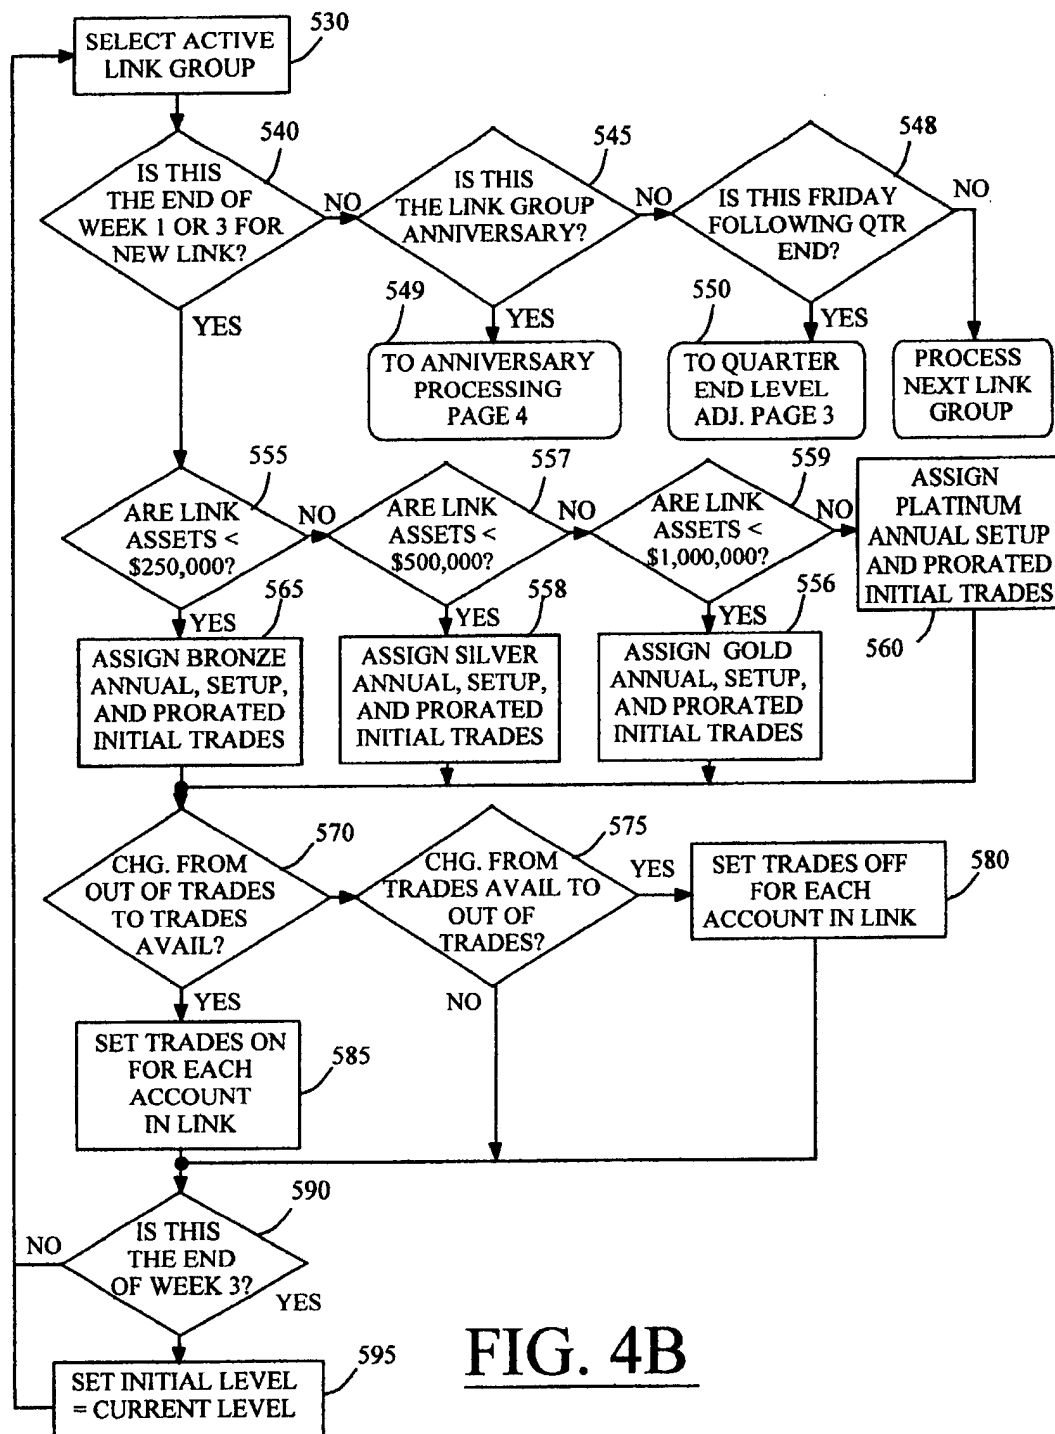 530
SELECT ACTIVE
LINK GROUP
540
IS THIS
THE END OF
WEEK 1 OR 3 FOR
NEW LINK?
NO
YES
545
IS THIS
THE LINK GROUP
ANNIVERSARY?
NO
YES
548
IS THIS FRIDAY
FOLLOWING QTR
END?
NO
YES
549
TO ANNIVERSARY
PROCESSING
PAGE 4
550
TO QUARTER
END LEVEL
ADJ. PAGE 3
PROCESS
NEXT LINK
GROUP
555
ARE LINK
ASSETS <
$250,000?
NO
YES
557
ARE LINK
ASSETS <
$500,000?
NO
YES
559
ARE LINK
ASSETS <
$1,000,000?
NO
YES
ASSIGN
PLATINUM
ANNUAL SETUP
AND PRORATED
INITIAL TRADES
560
565
ASSIGN BRONZE
ANNUAL, SETUP,
AND PRORATED
INITIAL TRADES
558
ASSIGN SILVER
ANNUAL, SETUP,
AND PRORATED
INITIAL TRADES
556
ASSIGN GOLD
ANNUAL, SETUP,
AND PRORATED
INITIAL TRADES
570
CHG. FROM
OUT OF TRADES
TO TRADES
AVAIL?
YES
575
CHG. FROM
TRADES AVAIL TO
OUT OF
TRADES?
YES
NO
SET TRADES OFF
FOR EACH
ACCOUNT IN LINK
580
SET TRADES ON
FOR EACH
ACCOUNT
IN LINK
585
590
IS THIS
THE END
OF WEEK 3?
NO
YES
595
SET INITIAL LEVEL
= CURRENT LEVEL
FIG. 4B